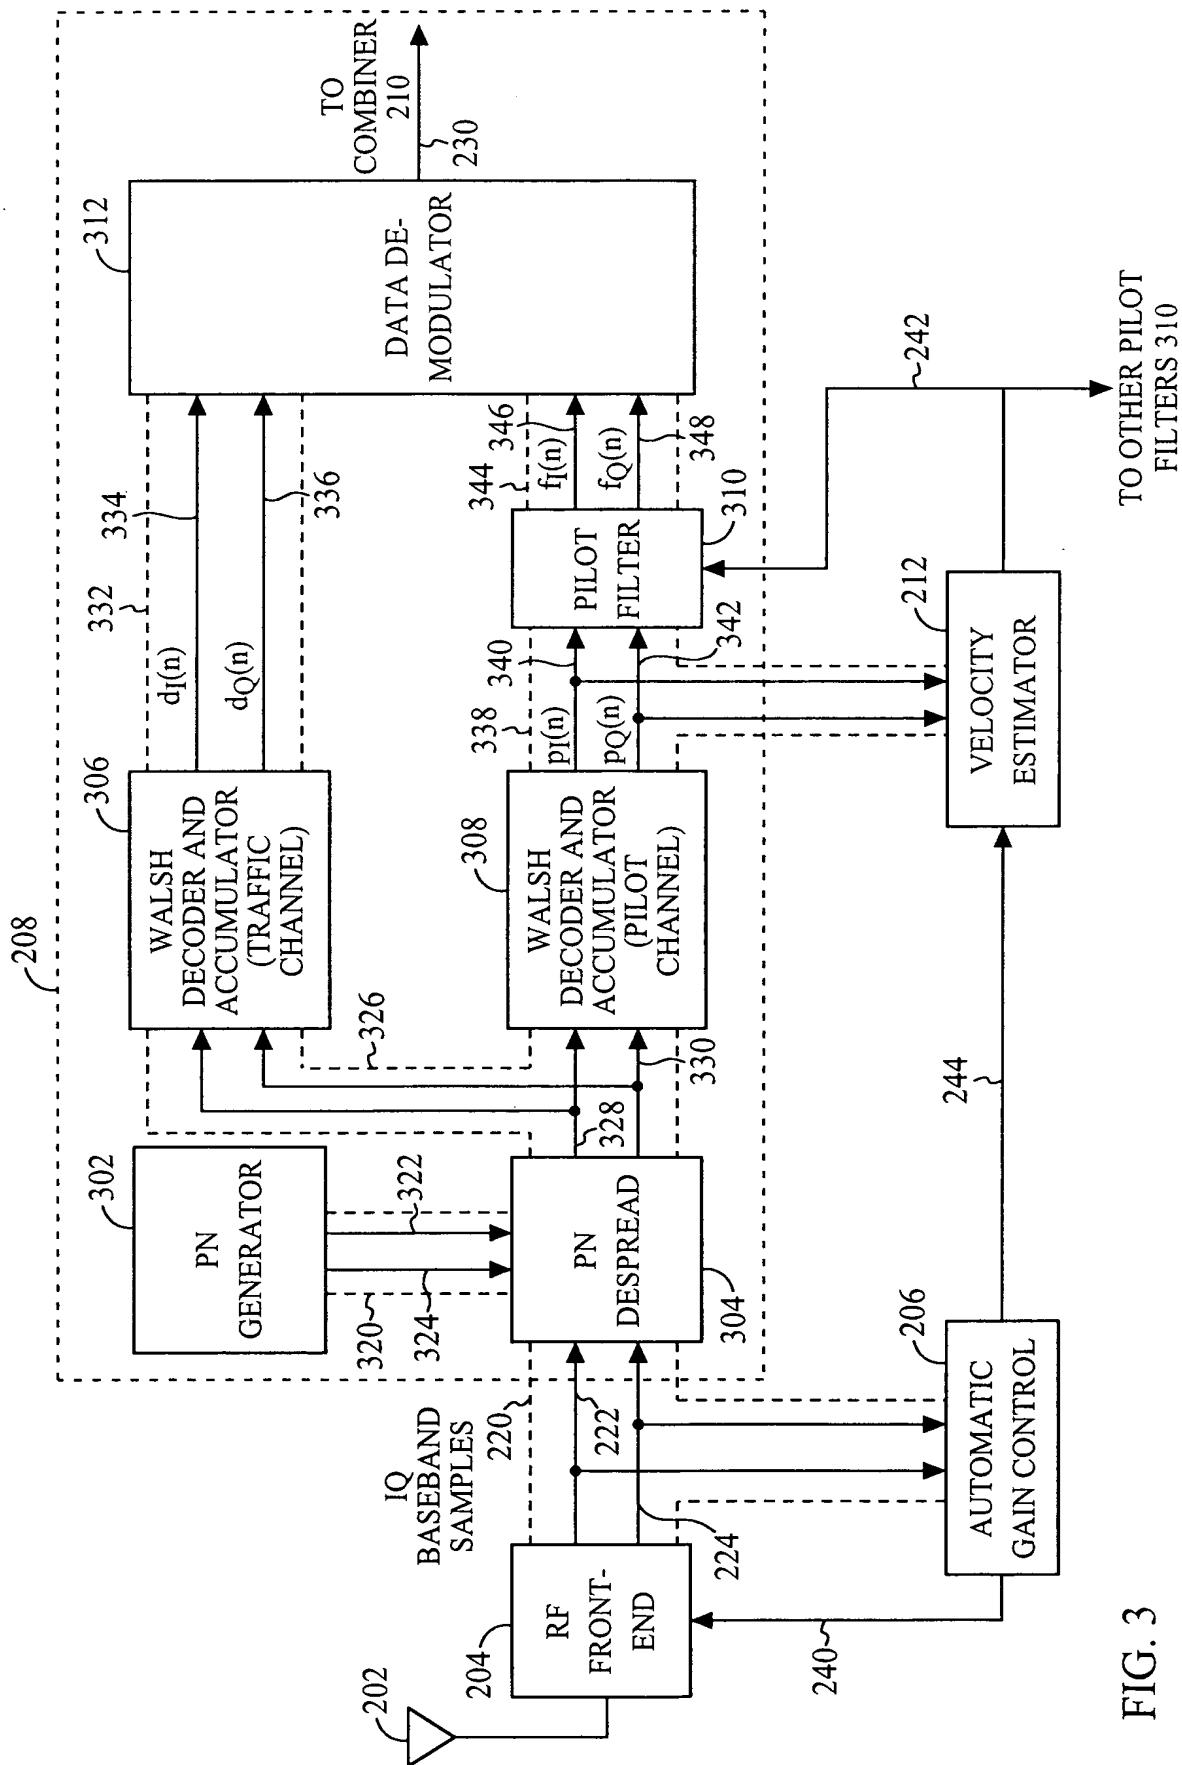 208
312
302
PN
GENERATOR
306
WALSH
DECODER AND
ACCUMULATOR
(TRAFFIC
CHANNEL)
332
334
dI(n)
dQ(n)
336
DATA DE-
MODULATOR
TO
COMBINER
210
230
320
324
322
326
IQ
BASEBAND
SAMPLES
220
222
224
202
204
RF
FRONT-
END
PN
DESPREAD
304
328
330
308
WALSH
DECODER AND
ACCUMULATOR
(PILOT
CHANNEL)
338
340
pI(n)
pQ(n)
342
PILOT
FILTER
310
344
346
fI(n)
fQ(n)
348
240
206
AUTOMATIC
GAIN CONTROL
244
212
VELOCITY
ESTIMATOR
242
TO OTHER PILOT
FILTERS 310
FIG. 3